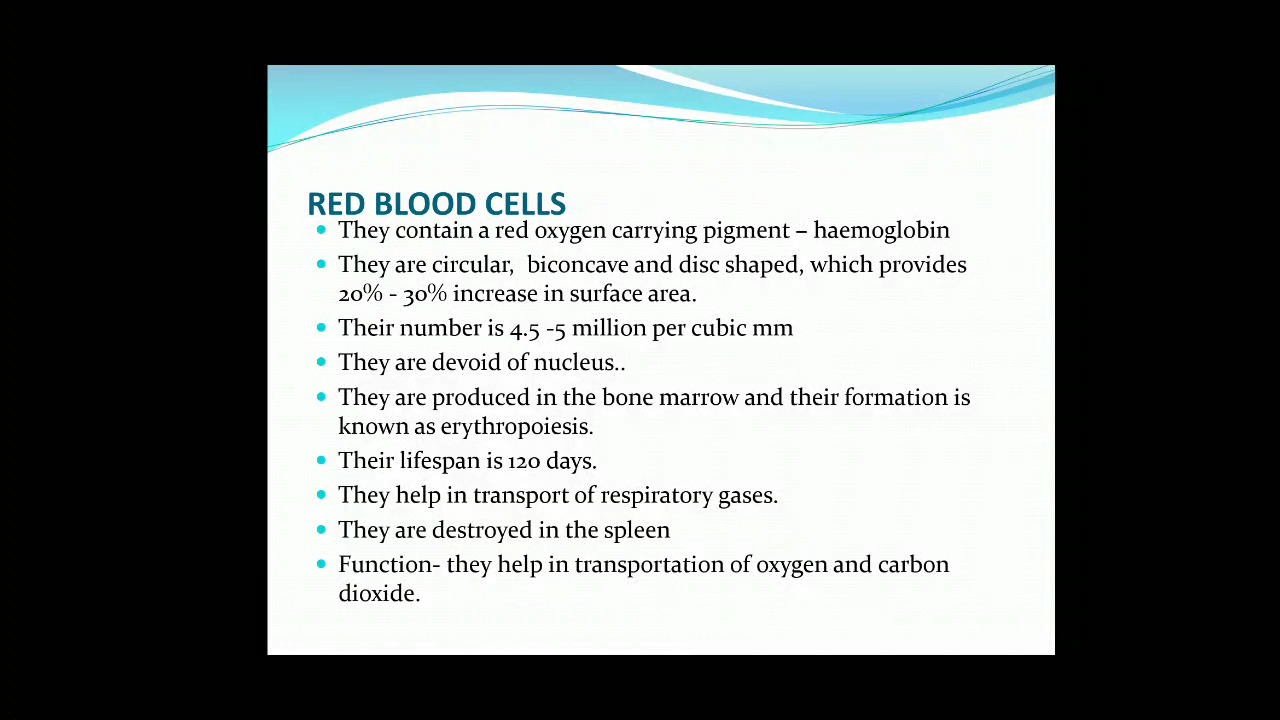 RED BLOOD CELLS
They contain a red oxygen carrying pigment – haemoglobin
They are circular,  biconcave and disc shaped, which provides
20% - 30% increase in surface area.
Their number is 4.5 -5 million per cubic mm
They are devoid of nucleus..
They are produced in the bone marrow and their formation is
known as erythropoiesis.
Their lifespan is 120 days.
They help in transport of respiratory gases.
They are destroyed in the spleen
Function- they help in transportation of oxygen and carbon
dioxide.